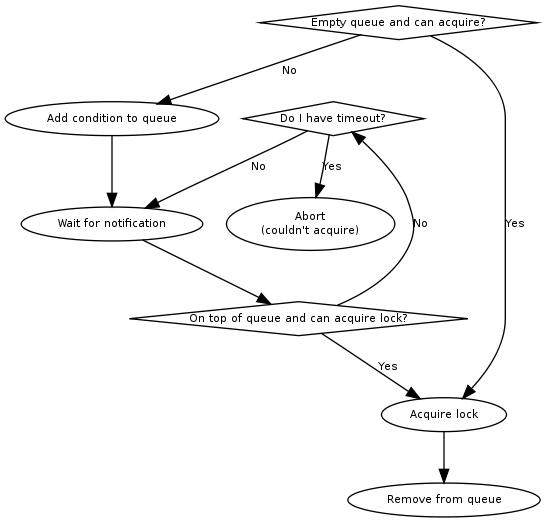 Empty queue and can acquire?
No
Add condition to queue
Do I have timeout?
No
Yes
Wait for notification
Abort
(couldn't acquire)
No
Yes
On top of queue and can acquire lock?
Yes
Acquire lock
Remove from queue